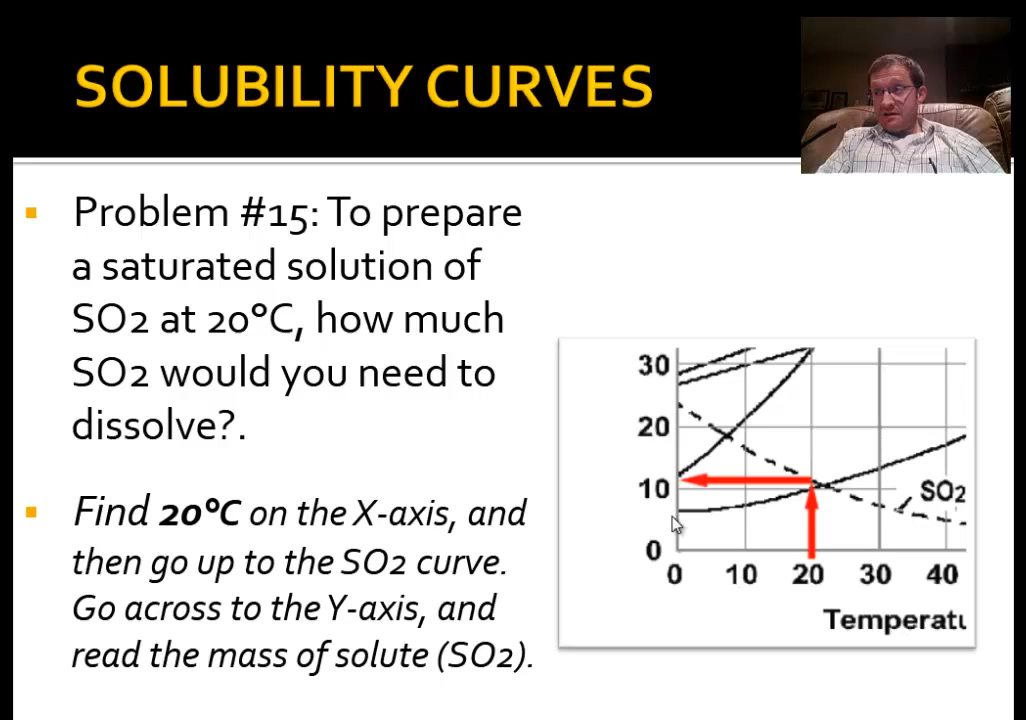 SOLUBILITY CURVES
▪ Problem #15: To prepare
a saturated solution of
SO2 at 20°C, how much
SO2 would you need to
dissolve?.
▪ Find 20°C on the X-axis, and
then go up to the SO2 curve.
Go across to the Y-axis, and
read the mass of solute (SO2).
30
20
10
SO2
0
0 10 20 30 40
Temperatu